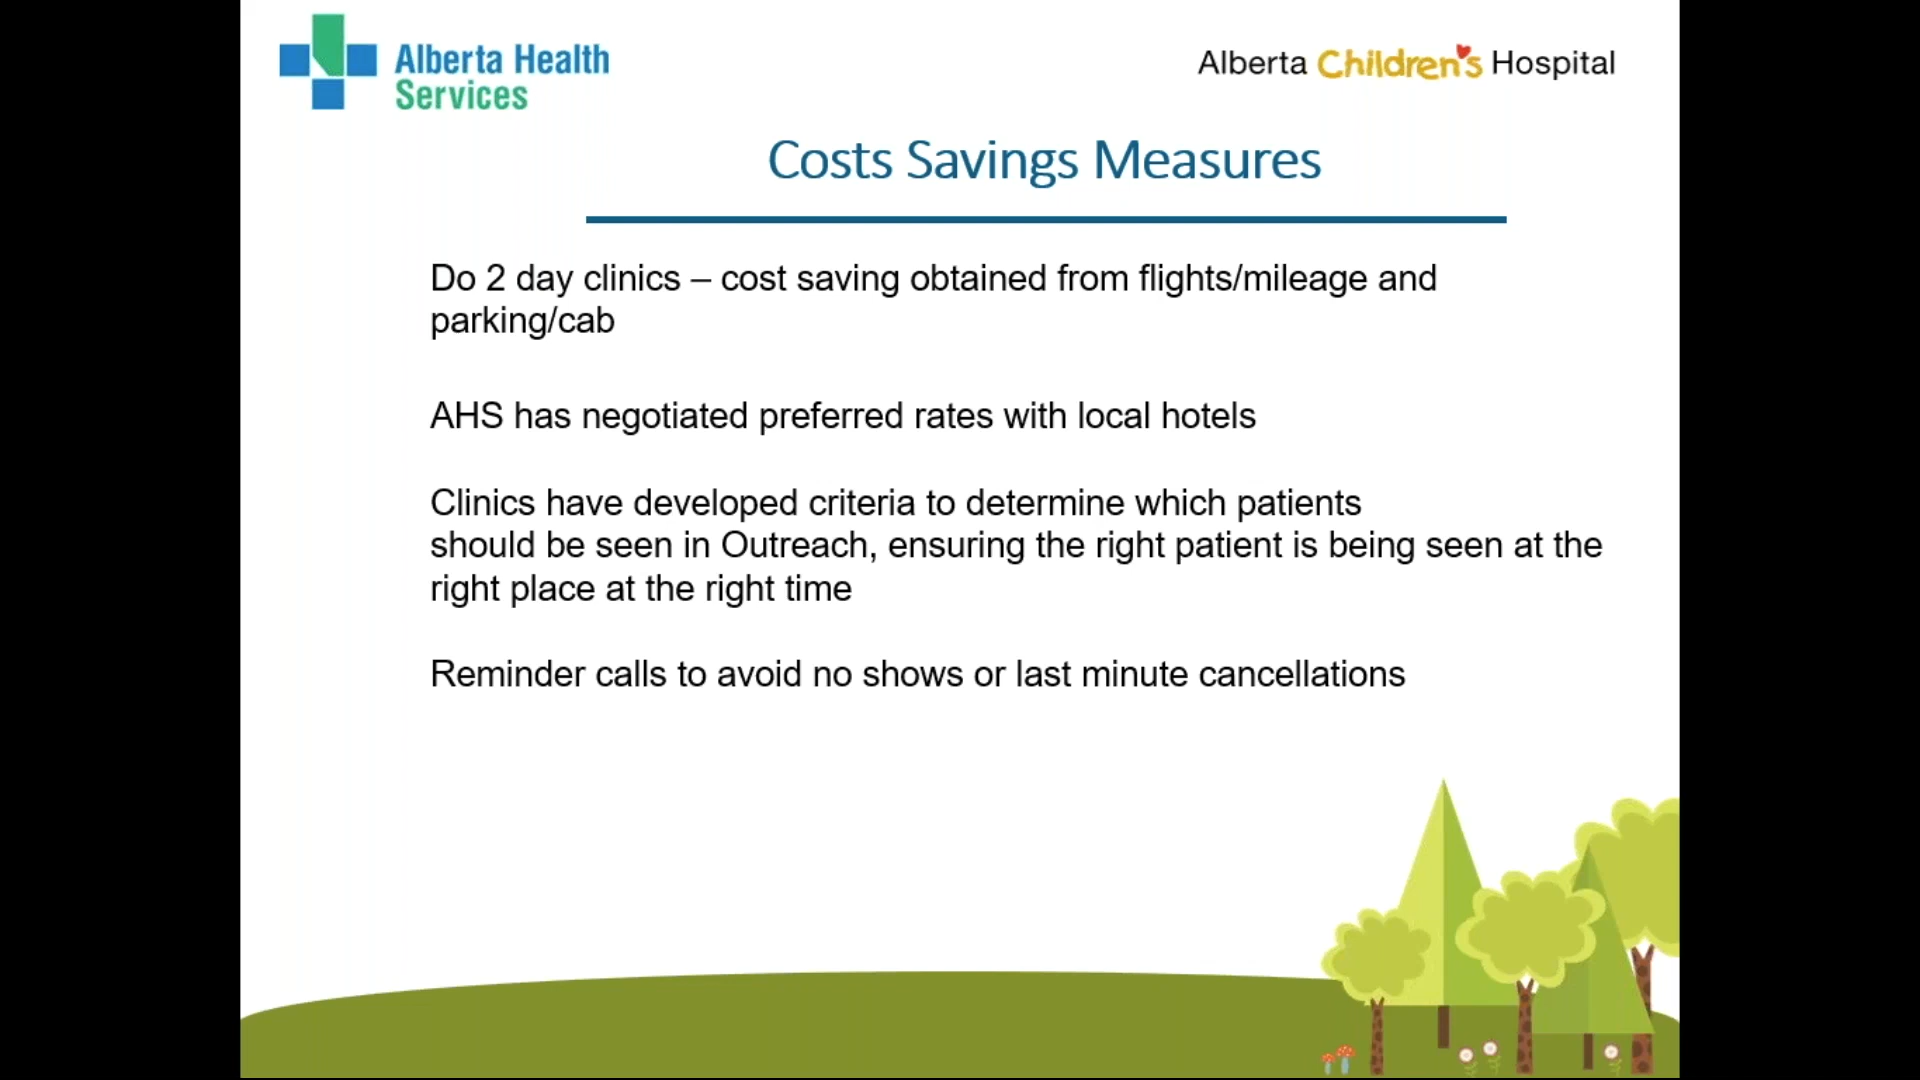 Alberta Health
Services
Alberta Children's Hospital
Costs Savings Measures
Do 2 day clinics – cost saving obtained from flights/mileage and
parking/cab
AHS has negotiated preferred rates with local hotels
Clinics have developed criteria to determine which patients
should be seen in Outreach, ensuring the right patient is being seen at the
right place at the right time
Reminder calls to avoid no shows or last minute cancellations